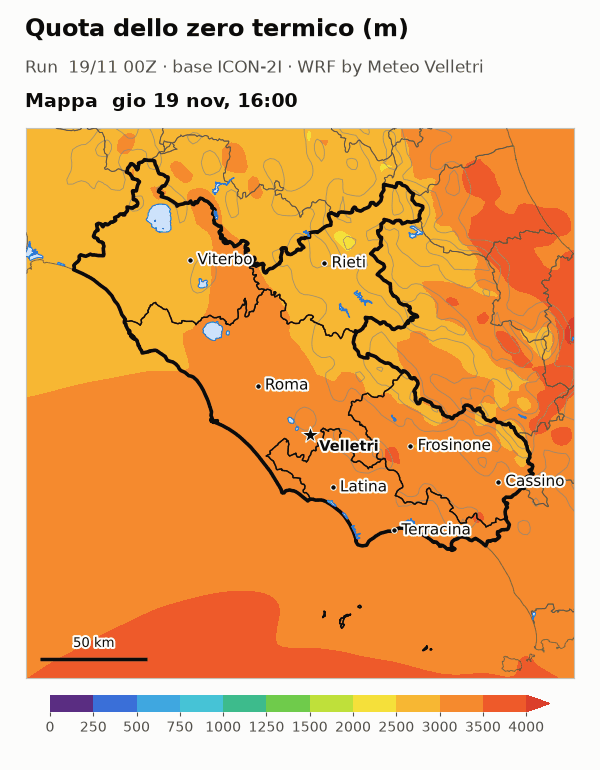 Quota dello zero termico (m)
Run 19/11 00Z · base ICON-2I · WRF by Meteo Velletri
Mappa gio 19 nov, 16:00
Viterbo
Rieti
Roma
Velletri
Frosinone
Latina
Cassino
Terracina
50 km
0 250 500 750 1000 1250 1500 2000 2500 3000 3500 4000